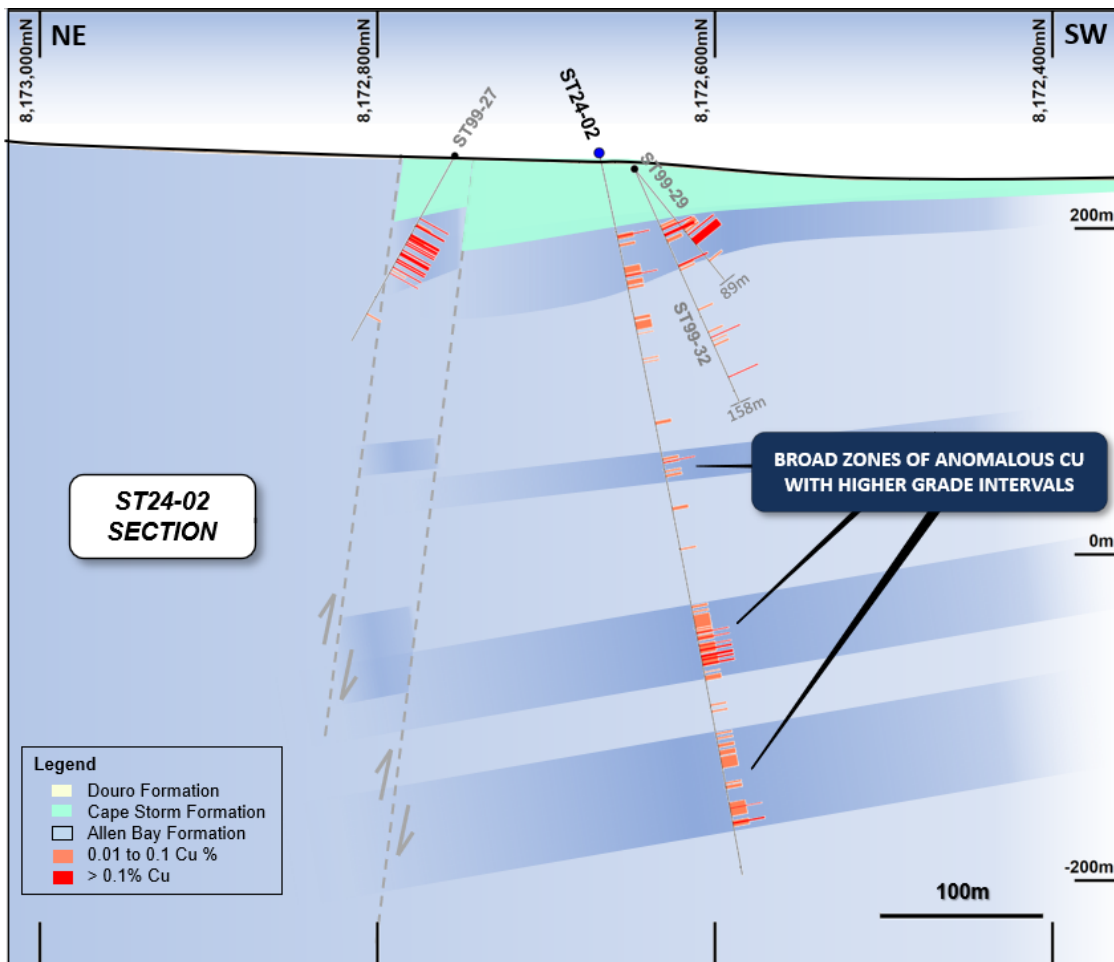 NE
SW
8,173,000mN
8,172,800mN
8,172,600mN
8,172,400mN
ST99-27
ST24-02
ST99-29
89m
ST99-32
158m
200m
0m
-200m
BROAD ZONES OF ANOMALOUS CU
WITH HIGHER GRADE INTERVALS
ST24-02
SECTION
Legend
Douro Formation
Cape Storm Formation
Allen Bay Formation
0.01 to 0.1 Cu %
> 0.1% Cu
100m